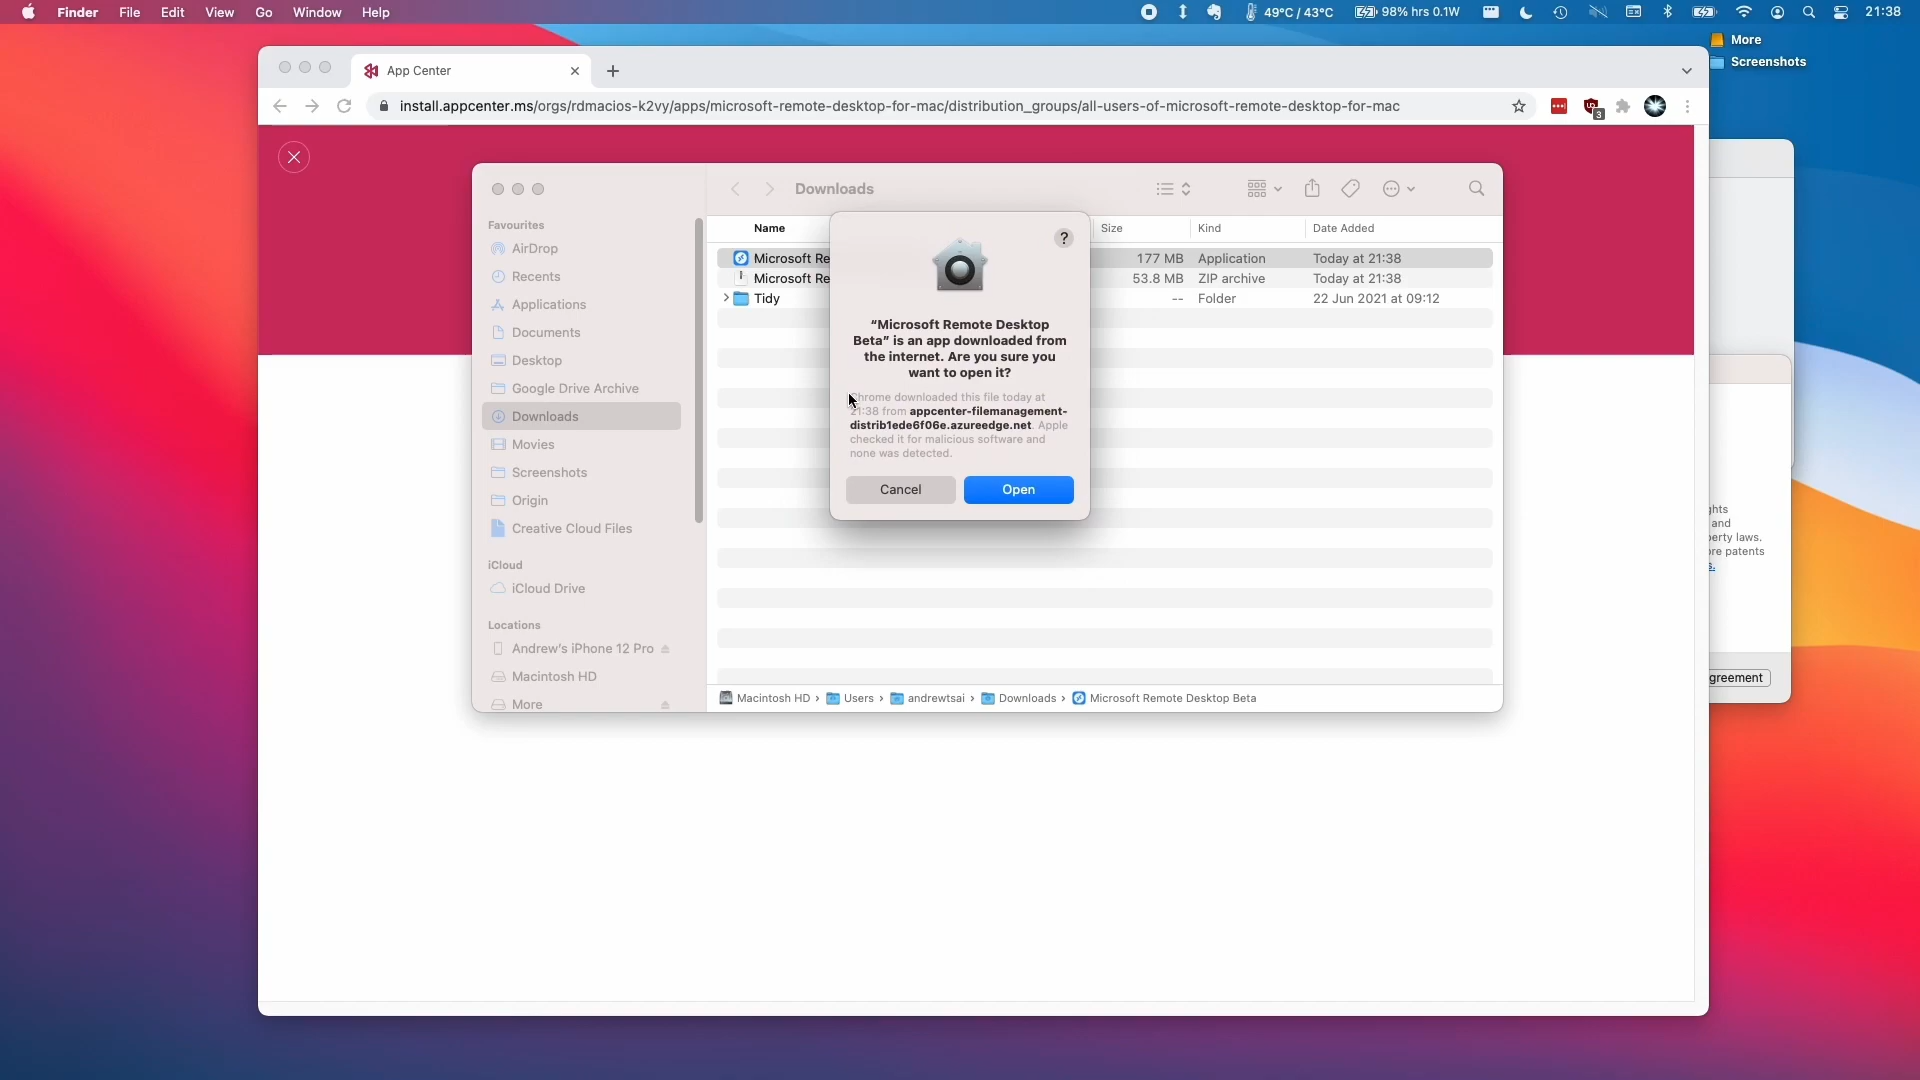 Finder File Edit View Go Window Help
49°C / 43°C 98% hrs 0.1W 21:38
More
Screenshots
App Center
install.appcenter.ms/orgs/rdmacios-k2vy/apps/microsoft-remote-desktop-for-mac/distribution_groups/all-users-of-microsoft-remote-desktop-for-mac
3
Downloads
Favourites
AirDrop
Recents
Applications
Documents
Desktop
Google Drive Archive
Downloads
Movies
Screenshots
Origin
Creative Cloud Files
iCloud
iCloud Drive
Locations
Andrew's iPhone 12 Pro
Macintosh HD
More
Name Size Kind Date Added
Microsoft Re 177 MB Application Today at 21:38
Microsoft Re 53.8 MB ZIP archive Today at 21:38
Tidy -- Folder 22 Jun 2021 at 09:12
?
“Microsoft Remote Desktop
Beta” is an app downloaded from
the internet. Are you sure you
want to open it?
Chrome downloaded this file today at
21:38 from appcenter-filemanagement-
distrib1ede6f06e.azureedge.net. Apple
checked it for malicious software and
none was detected.
Cancel Open
Macintosh HD › Users › andrewtsai › Downloads › Microsoft Remote Desktop Beta
ghts
and
perty laws.
ore patents
s.
greement